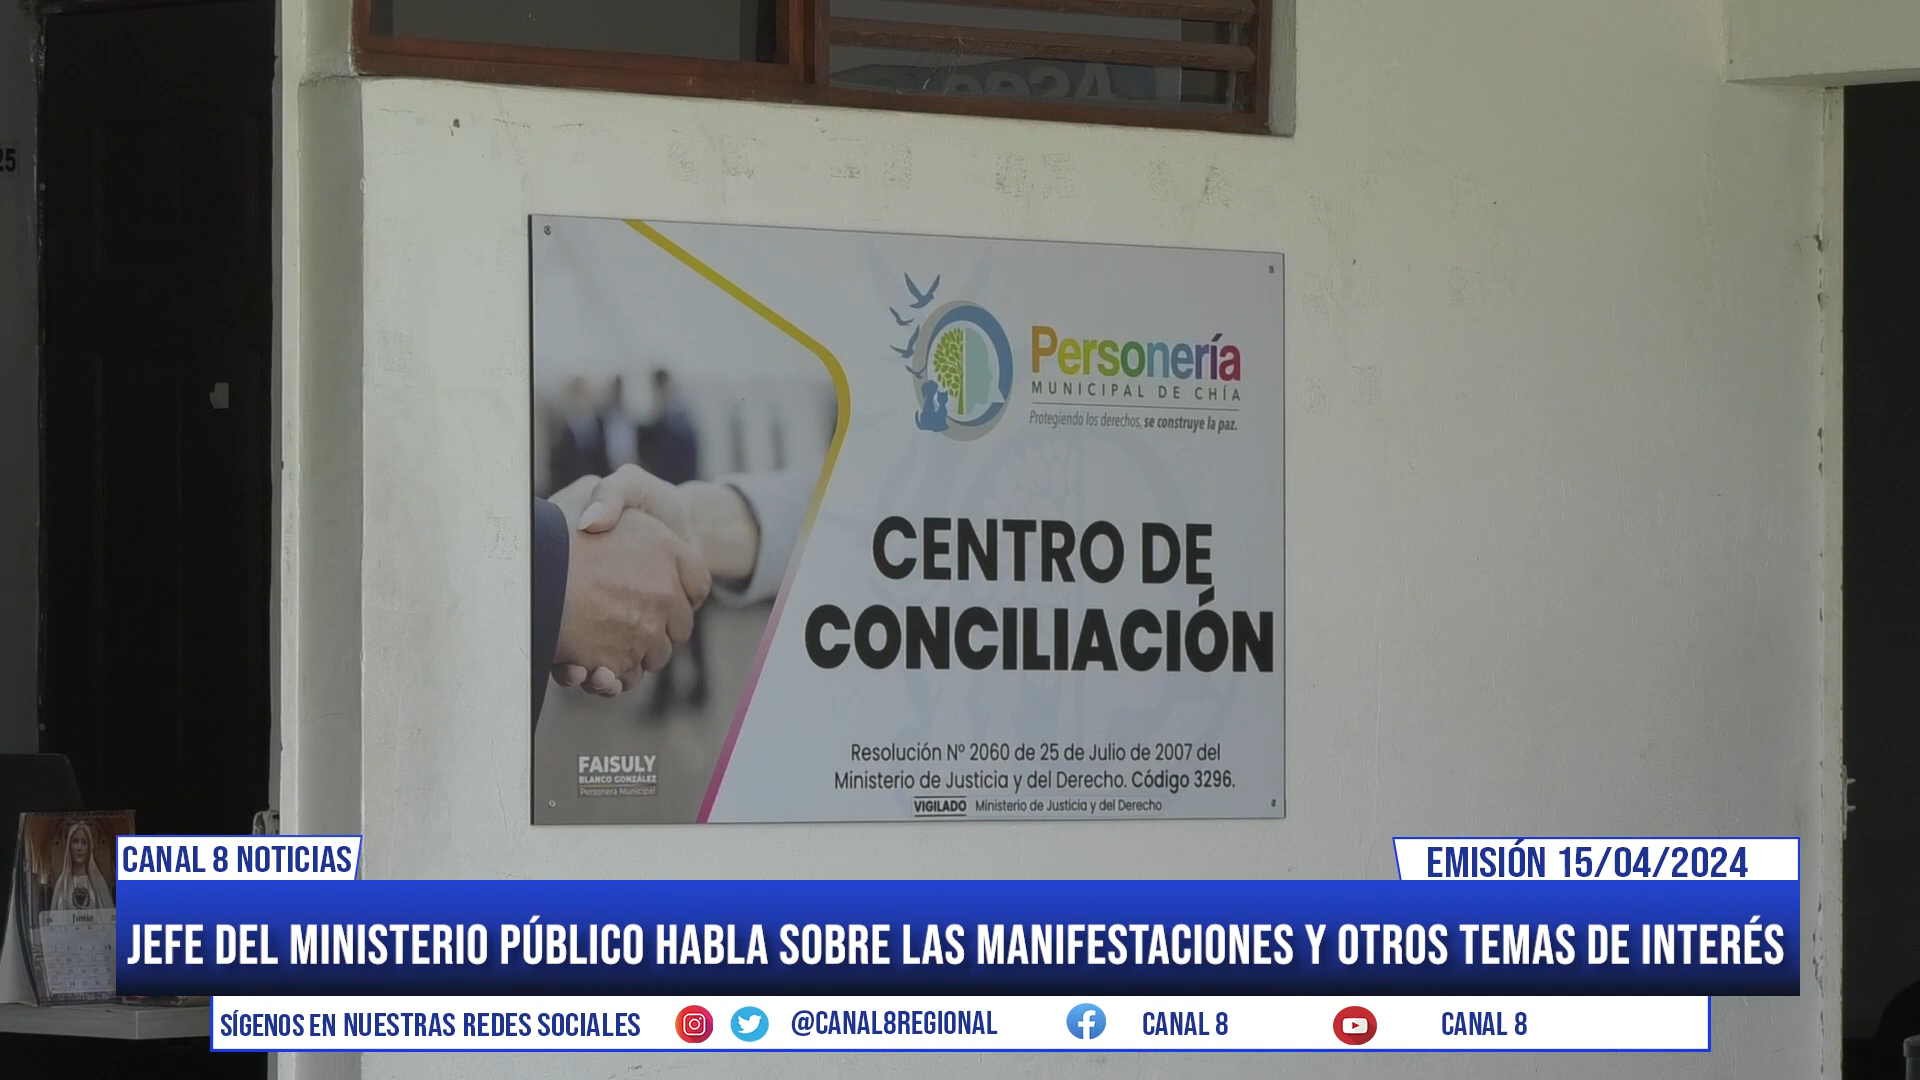 25
Personería
MUNICIPAL DE CHÍA
Protegiendo los derechos, se construye la paz.
CENTRO DE
CONCILIACIÓN
Resolución Nº 2060 de 25 de Julio de 2007 del
Ministerio de Justicia y del Derecho. Código 3296.
VIGILADO Ministerio de Justicia y del Derecho
FAISULY
BLANCO GONZÁLEZ
Personera Municipal
Junio
CANAL 8 NOTICIAS
EMISIÓN 15/04/2024
JEFE DEL MINISTERIO PÚBLICO HABLA SOBRE LAS MANIFESTACIONES Y OTROS TEMAS DE INTERÉS
SÍGENOS EN NUESTRAS REDES SOCIALES @CANAL8REGIONAL CANAL 8 CANAL 8